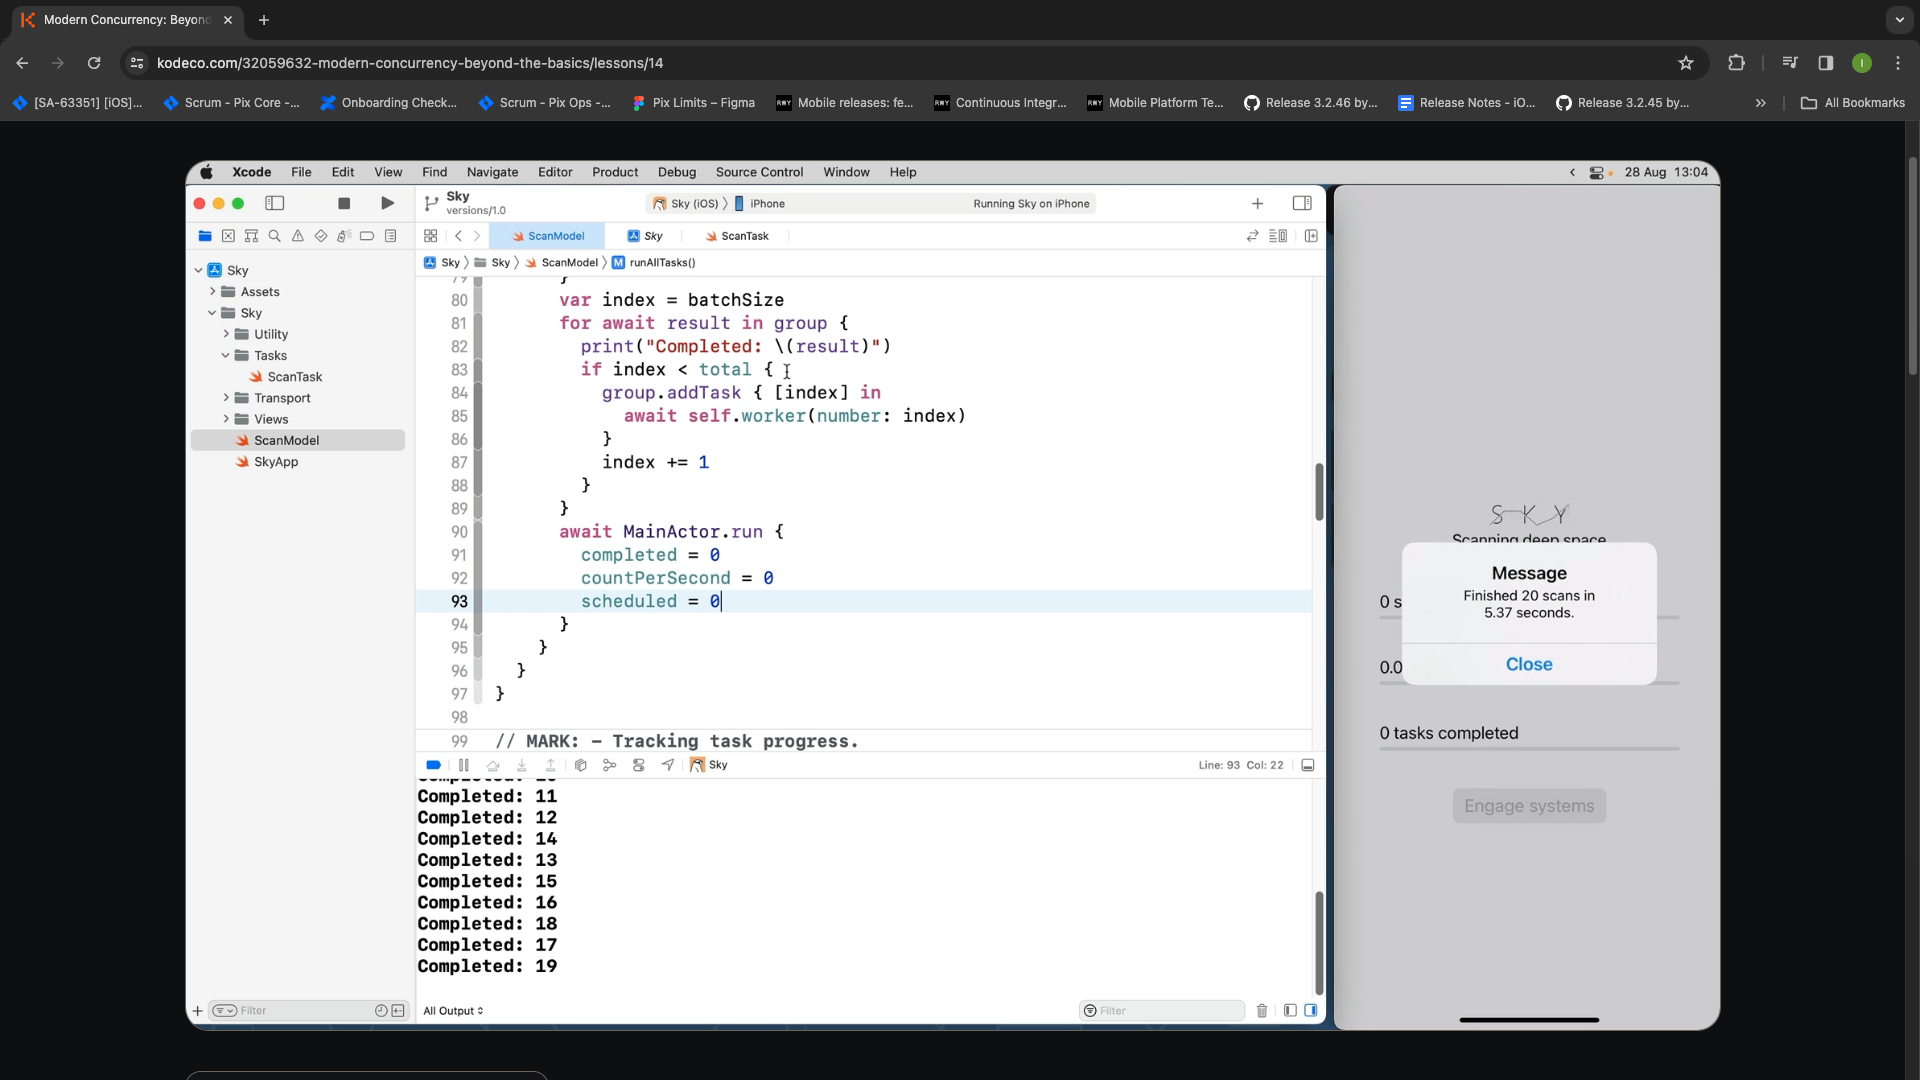 Modern Concurrency: Beyon
kodeco.com/32059632-modern-concurrency-beyond-the-basics/lessons/14
[SA-63351] [iOS]...
Scrum - Pix Core -...
Onboarding Check...
Scrum - Pix Ops -...
Pix Limits – Figma
Mobile releases: fe...
Continuous Integr...
Mobile Platform Te...
Release 3.2.46 by...
Release Notes - iO...
Release 3.2.45 by...
»
All Bookmarks
Xcode File Edit View Find Navigate Editor Product Debug Source Control Window Help
28 Aug 13:04
Sky
versions/1.0
Sky (iOS) 〉 iPhone
Running Sky on iPhone
ScanModel
Sky
ScanTask
Sky 〉 Sky 〉 ScanModel 〉 M runAllTasks()
Sky
Assets
Sky
Utility
Tasks
ScanTask
Transport
Views
ScanModel
SkyApp
Filter
79 }
80 var index = batchSize
81 for await result in group {
82 print("Completed: \(result)")
83 if index < total {
84 group.addTask { [index] in
85 await self.worker(number: index)
86 }
87 index += 1
88 }
89 }
90 await MainActor.run {
91 completed = 0
92 countPerSecond = 0
93 scheduled = 0
94 }
95 }
96 }
97 }
98
99 // MARK: - Tracking task progress.
Sky
Line: 93 Col: 22
Completed: 10
Completed: 11
Completed: 12
Completed: 14
Completed: 13
Completed: 15
Completed: 16
Completed: 18
Completed: 17
Completed: 19
All Output
Filter
S-K-Y
Scanning deep space
Message
Finished 20 scans in
5.37 seconds.
Close
0 s
0.0
0 tasks completed
Engage systems